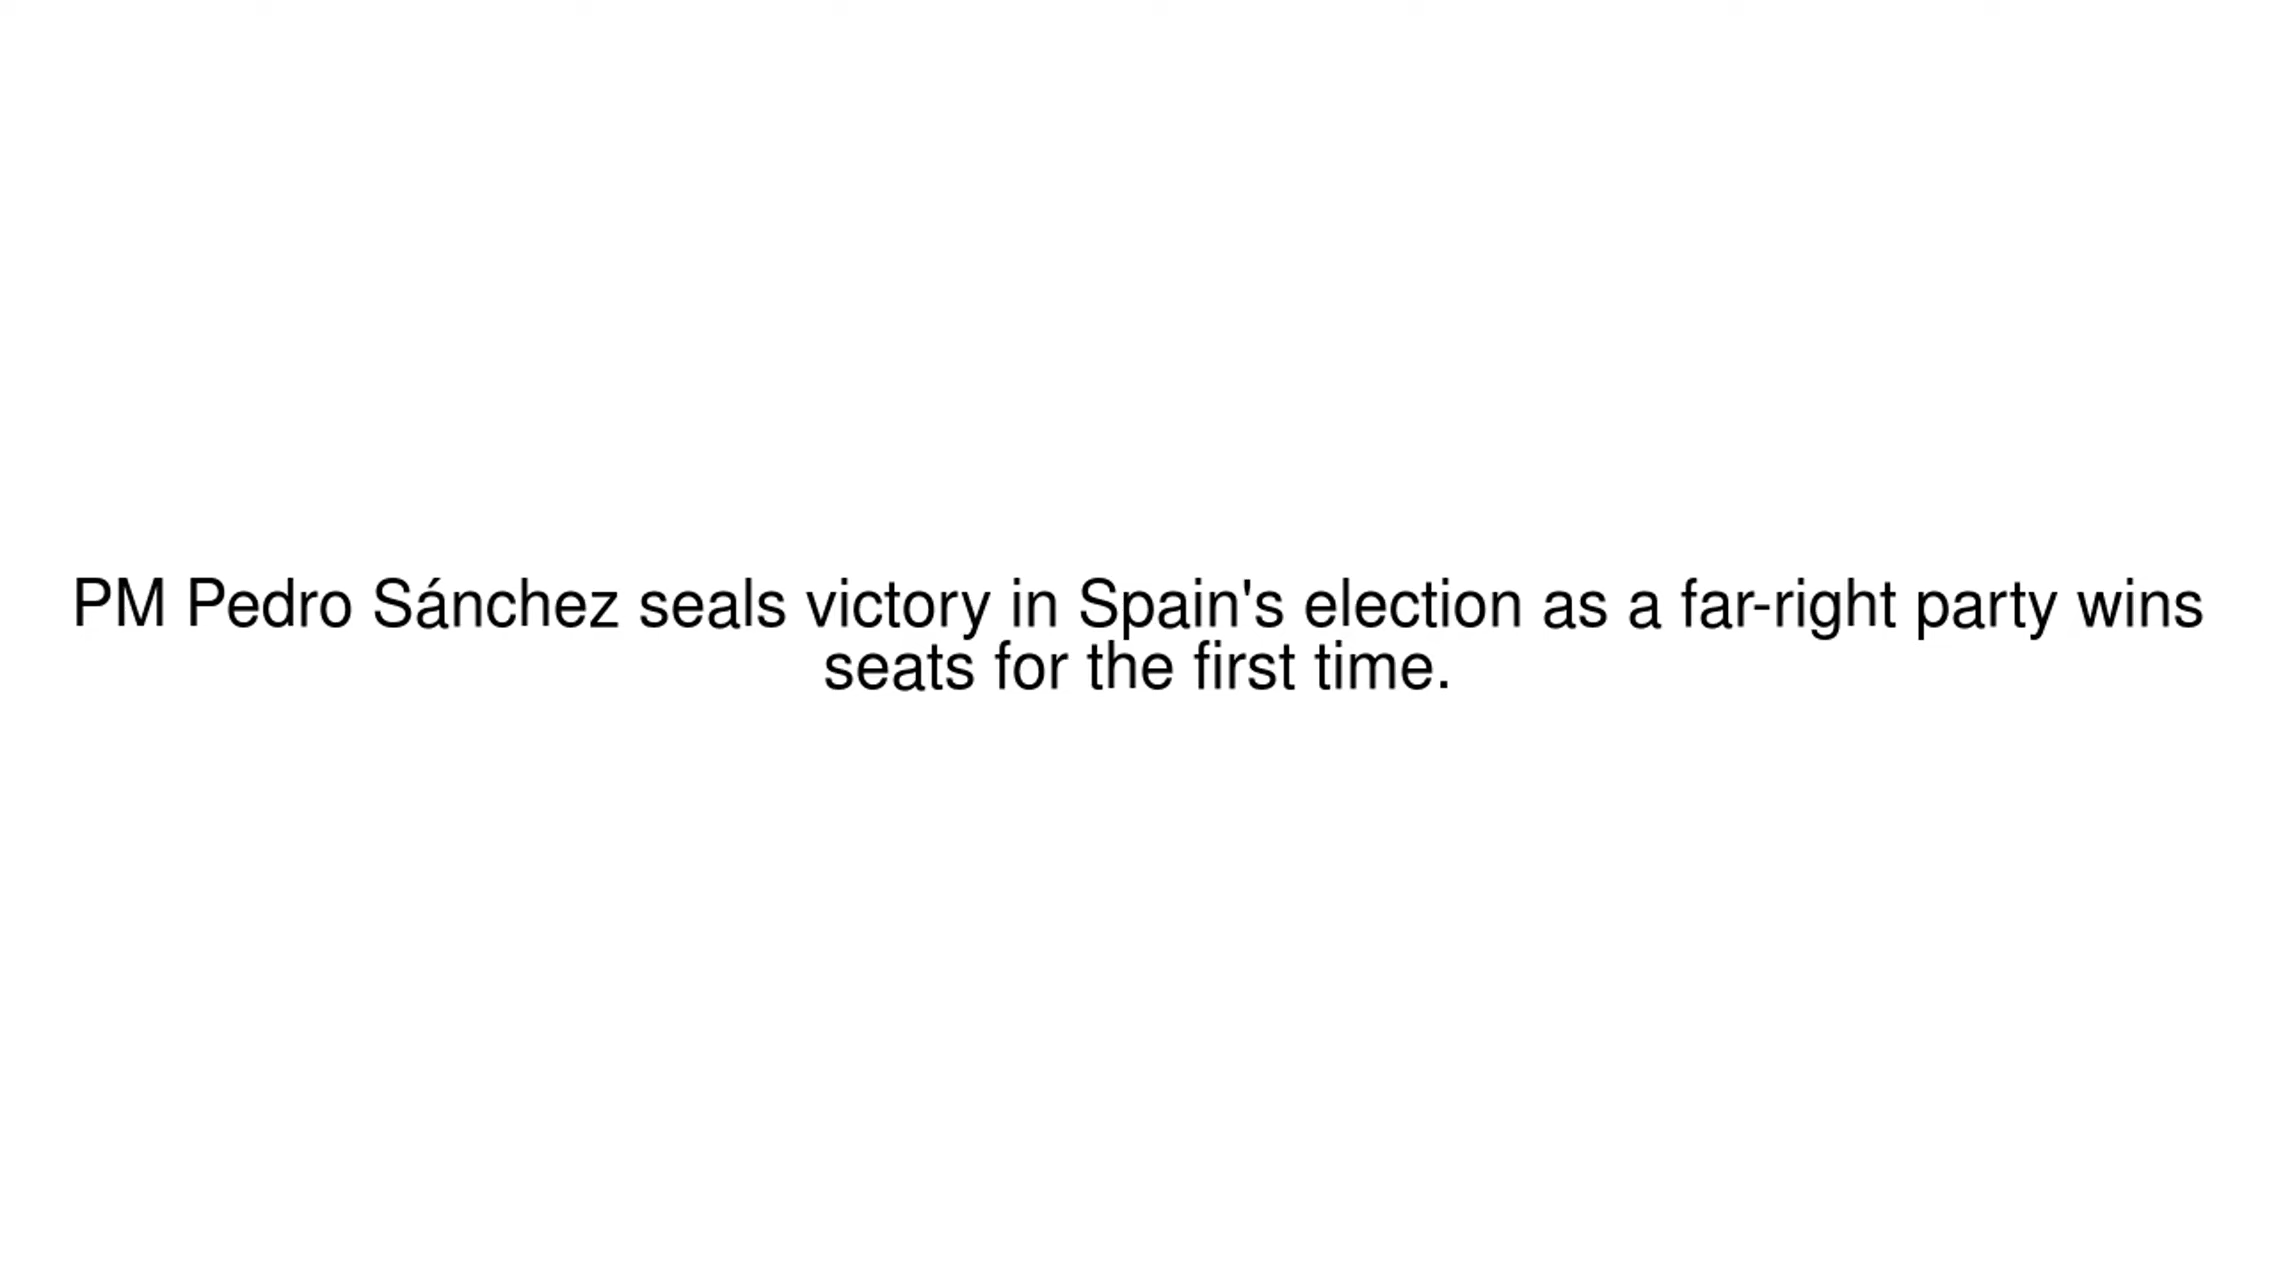 PM Pedro Sánchez seals victory in Spain's election as a far-right party wins
seats for the first time.